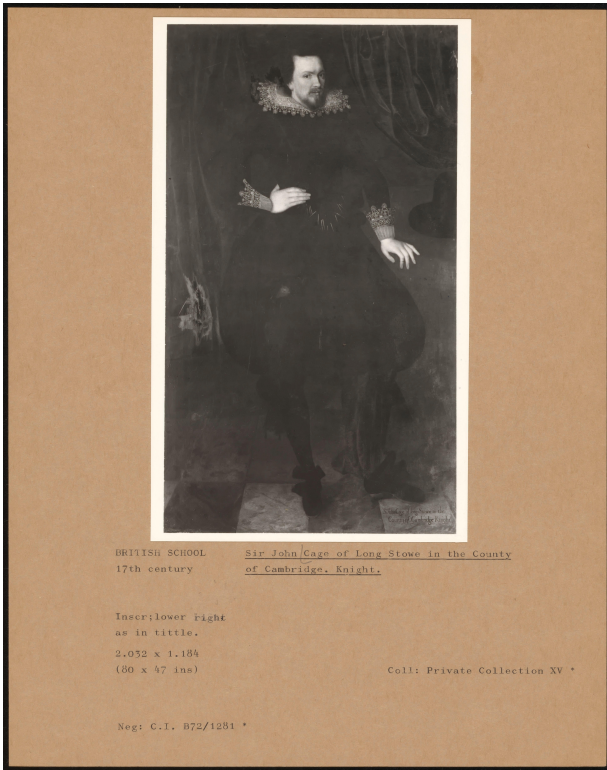 BRITISH SCHOOL
17th century
Sir John Cage of Long Stowe in the County
of Cambridge. Knight.
Inscr;lower right
as in tittle.
2.032 x 1.184
(80 x 47 ins)
Coll: Private Collection XV *
Neg: C.I. B72/1281 *